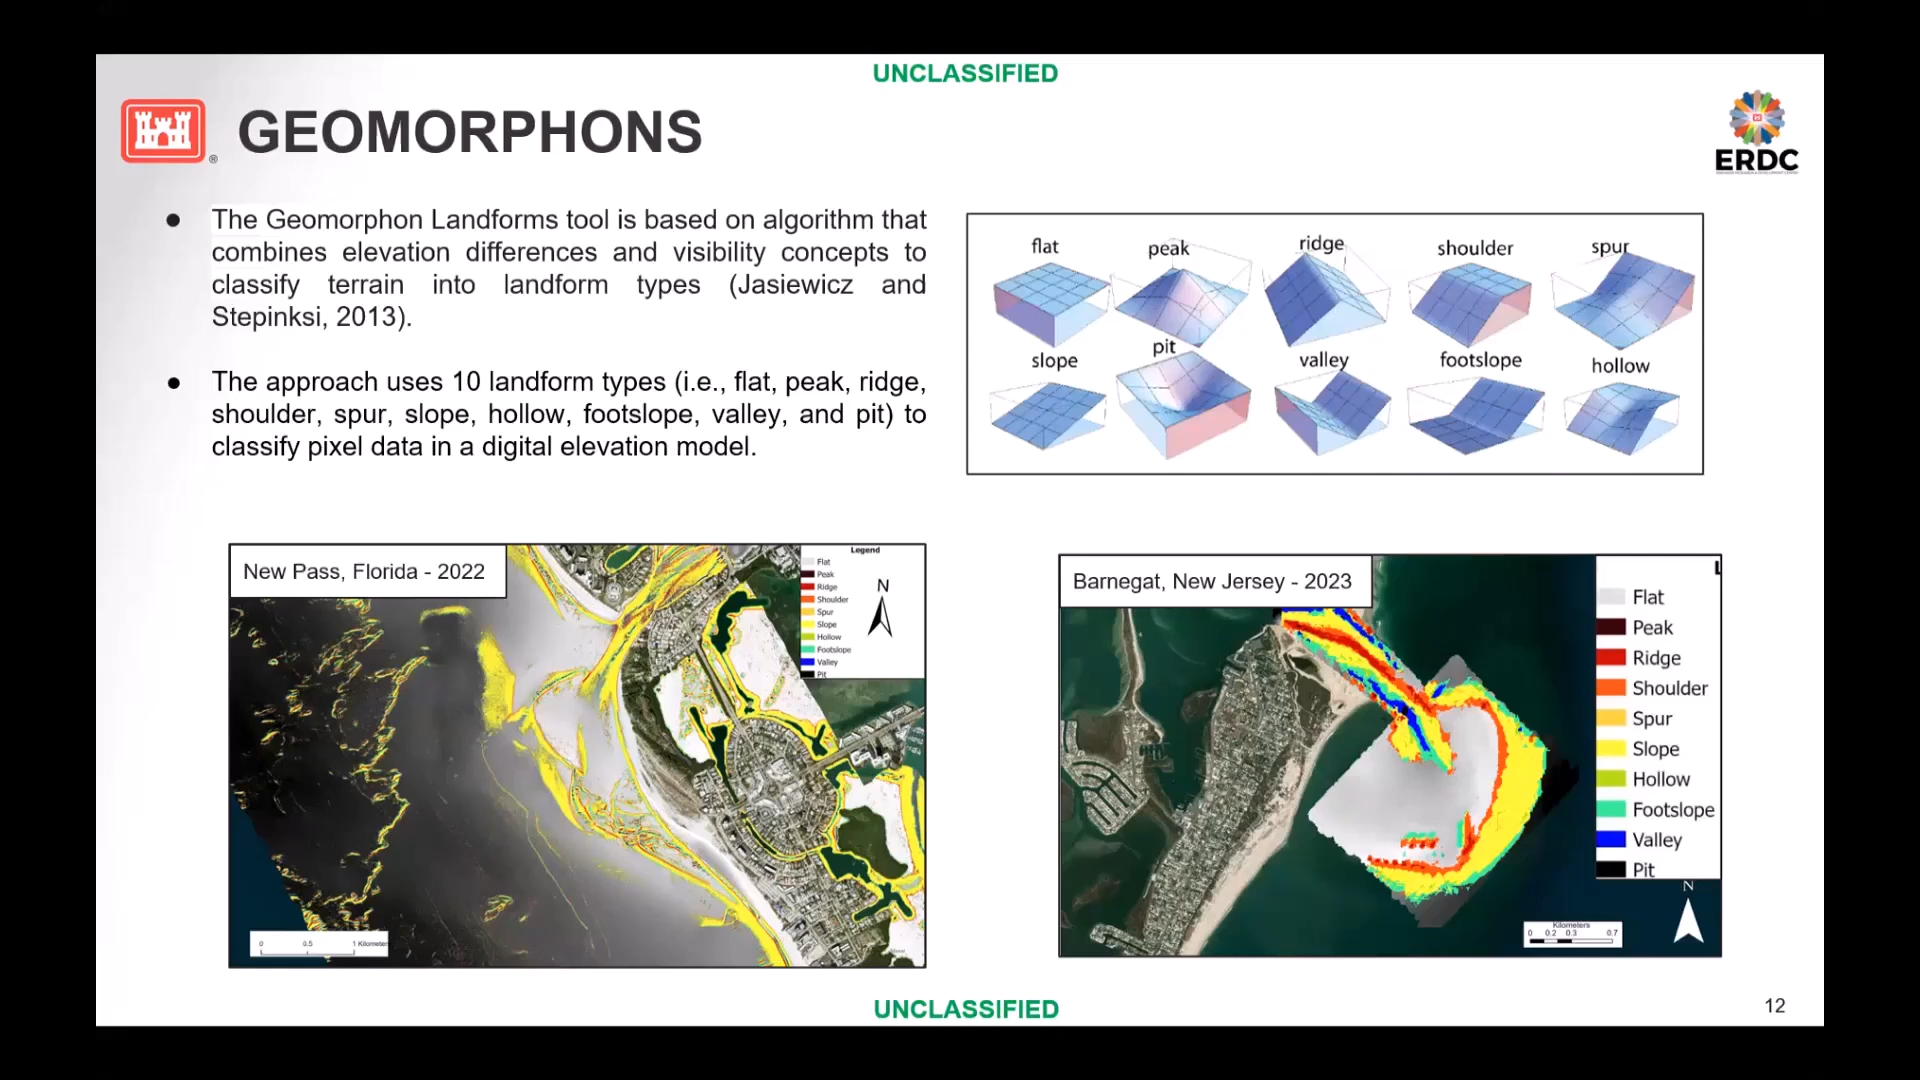 UNCLASSIFIED
GEOMORPHONS
®
ERDC
● The Geomorphon Landforms tool is based on algorithm that
combines elevation differences and visibility concepts to
classify terrain into landform types (Jasiewicz and
Stepinksi, 2013).
● The approach uses 10 landform types (i.e., flat, peak, ridge,
shoulder, spur, slope, hollow, footslope, valley, and pit) to
classify pixel data in a digital elevation model.
flat peak ridge shoulder spur
slope pit valley footslope hollow
New Pass, Florida - 2022
Legend
Flat
Peak
Ridge
Shoulder
Spur
Slope
Hollow
Footslope
Valley
Pit
N
0 0.5 1 Kilometer
Barnegat, New Jersey - 2023
L
Flat
Peak
Ridge
Shoulder
Spur
Slope
Hollow
Footslope
Valley
Pit
N
Kilometers
0 0.2 0.3 0.7
UNCLASSIFIED
12